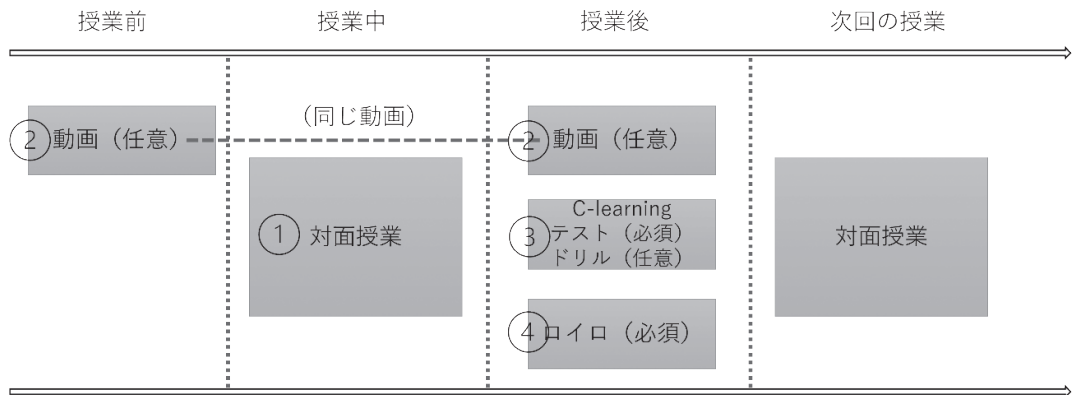 授業前
授業中
授業後
次回の授業
② 動画（任意）
（同じ動画）
② 動画（任意）
① 対面授業
C-learning
③ テスト（必須）
ドリル（任意）
④ ロイロ（必須）
対面授業